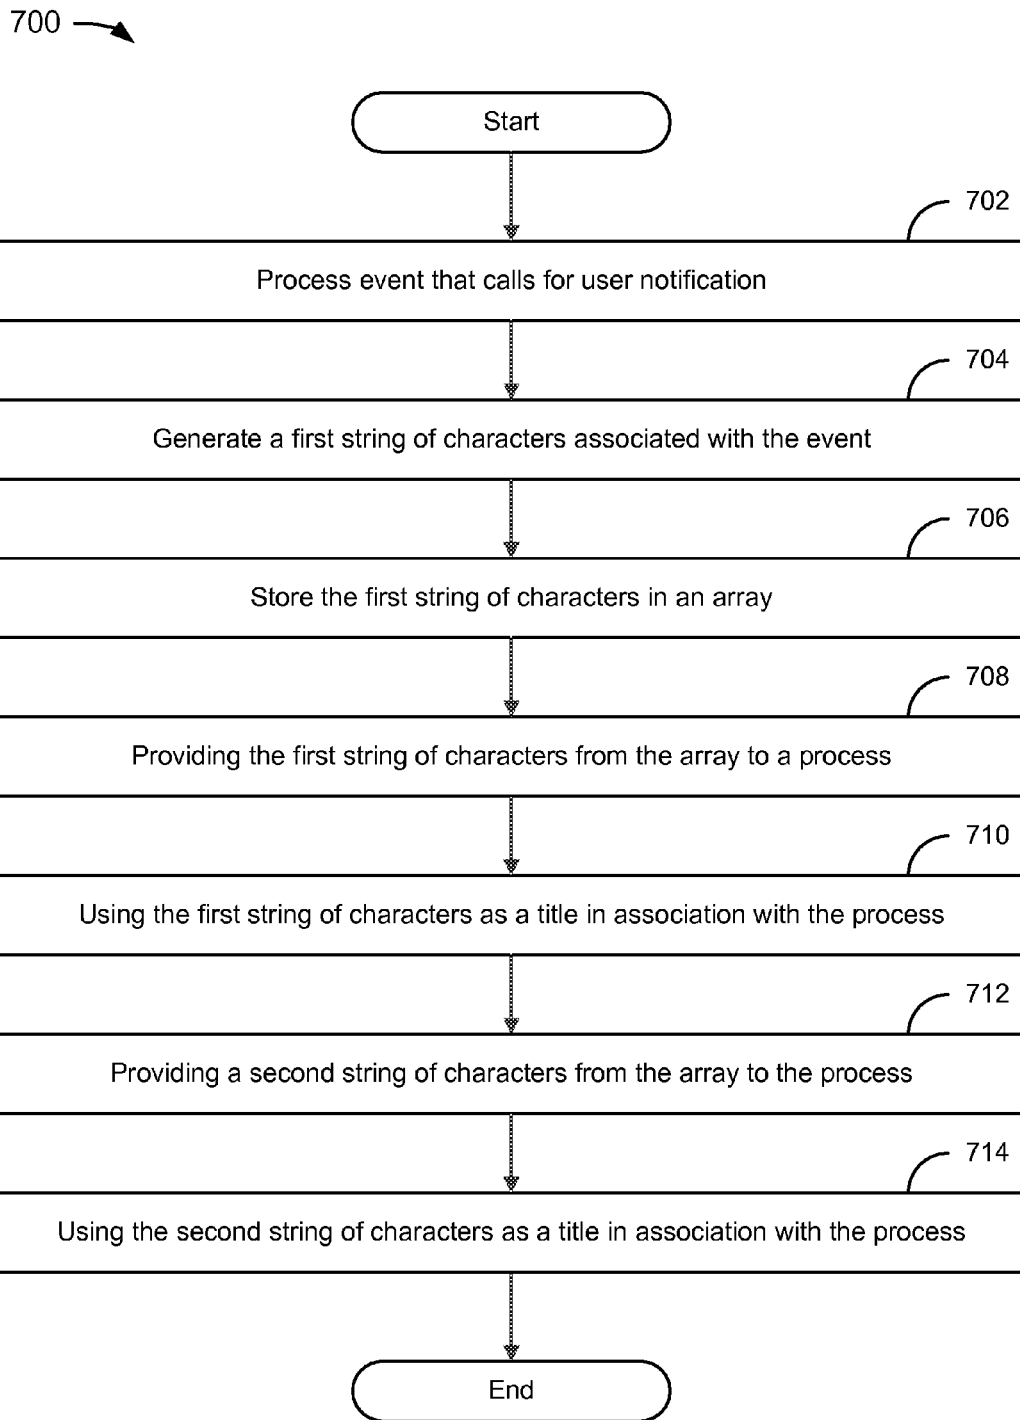 700
Start
702
Process event that calls for user notification
704
Generate a first string of characters associated with the event
706
Store the first string of characters in an array
708
Providing the first string of characters from the array to a process
710
Using the first string of characters as a title in association with the process
712
Providing a second string of characters from the array to the process
714
Using the second string of characters as a title in association with the process
End